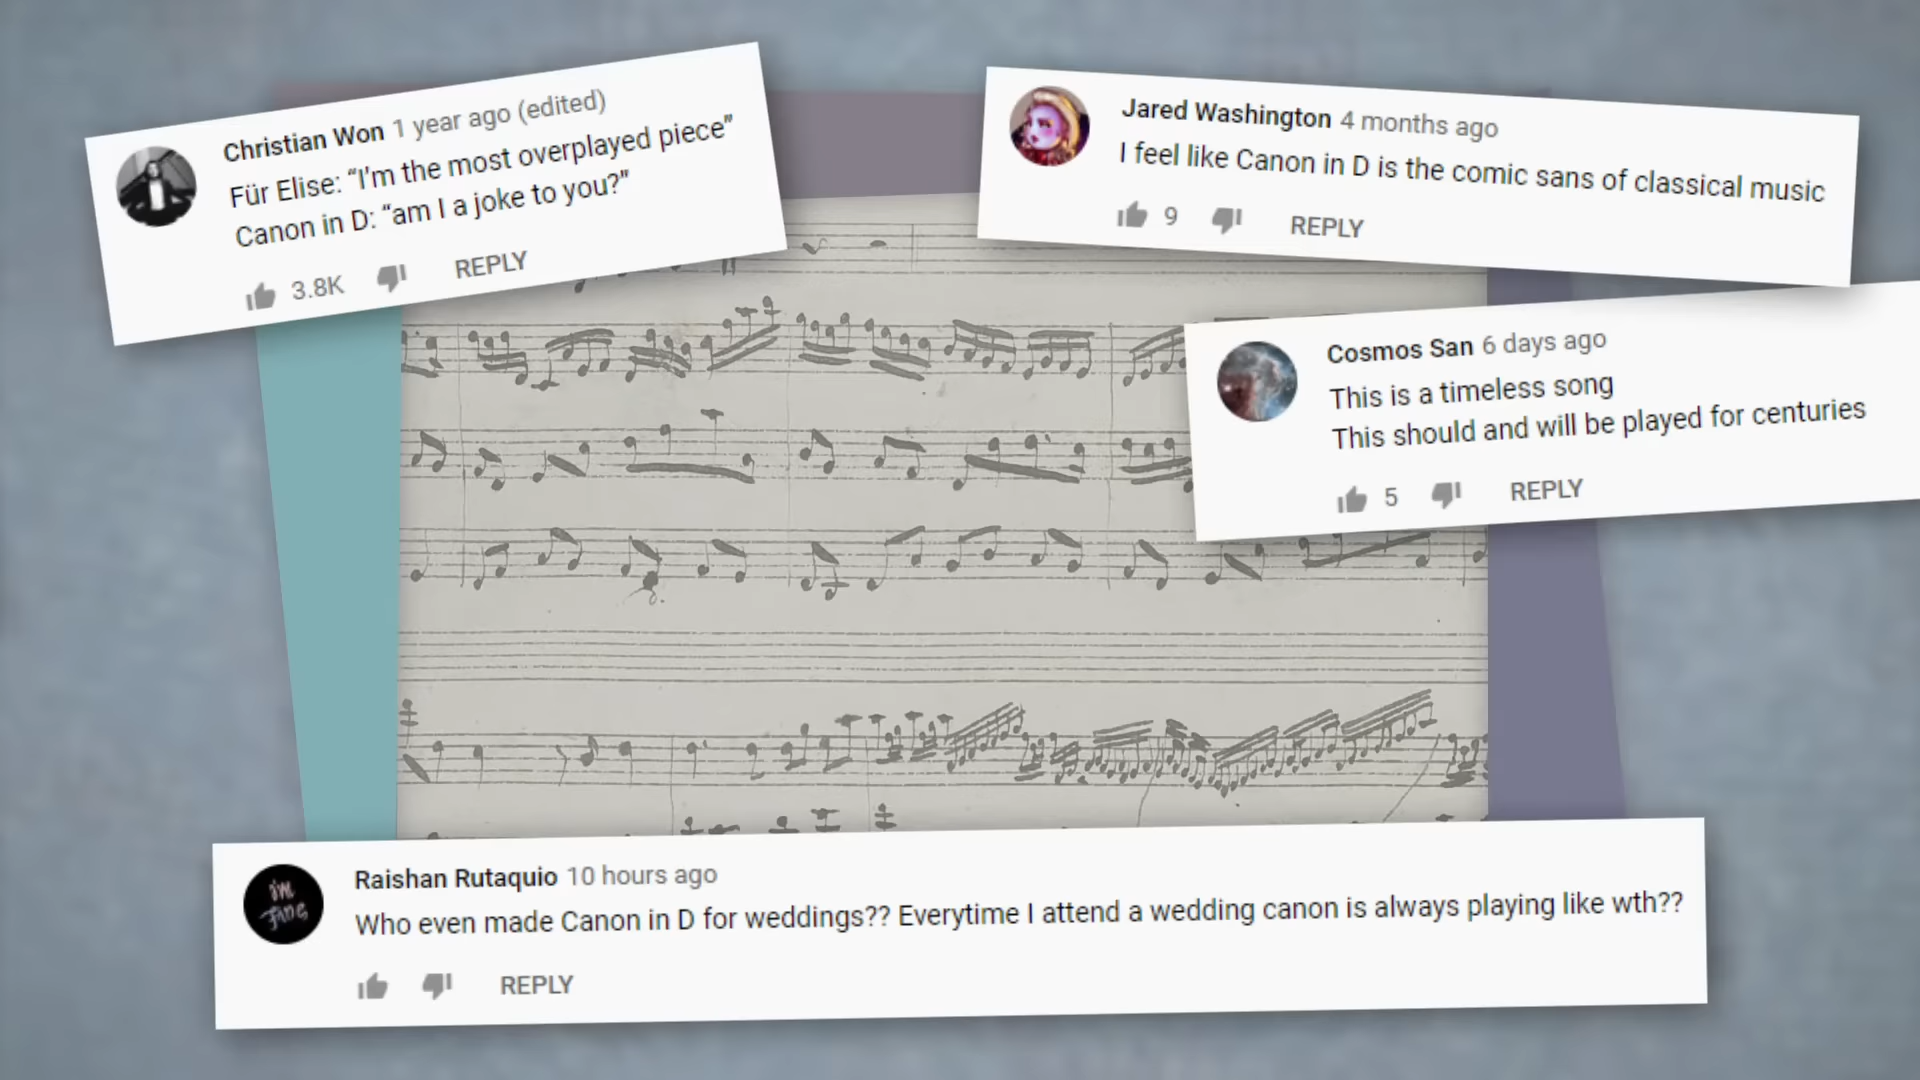 Christian Won 1 year ago (edited)
Für Elise: “I’m the most overplayed piece”
Canon in D: “am I a joke to you?”
3.8K REPLY
Jared Washington 4 months ago
I feel like Canon in D is the comic sans of classical music
9 REPLY
Cosmos San 6 days ago
This is a timeless song
This should and will be played for centuries
5 REPLY
Raishan Rutaquio 10 hours ago
Who even made Canon in D for weddings?? Everytime I attend a wedding canon is always playing like wth??
REPLY